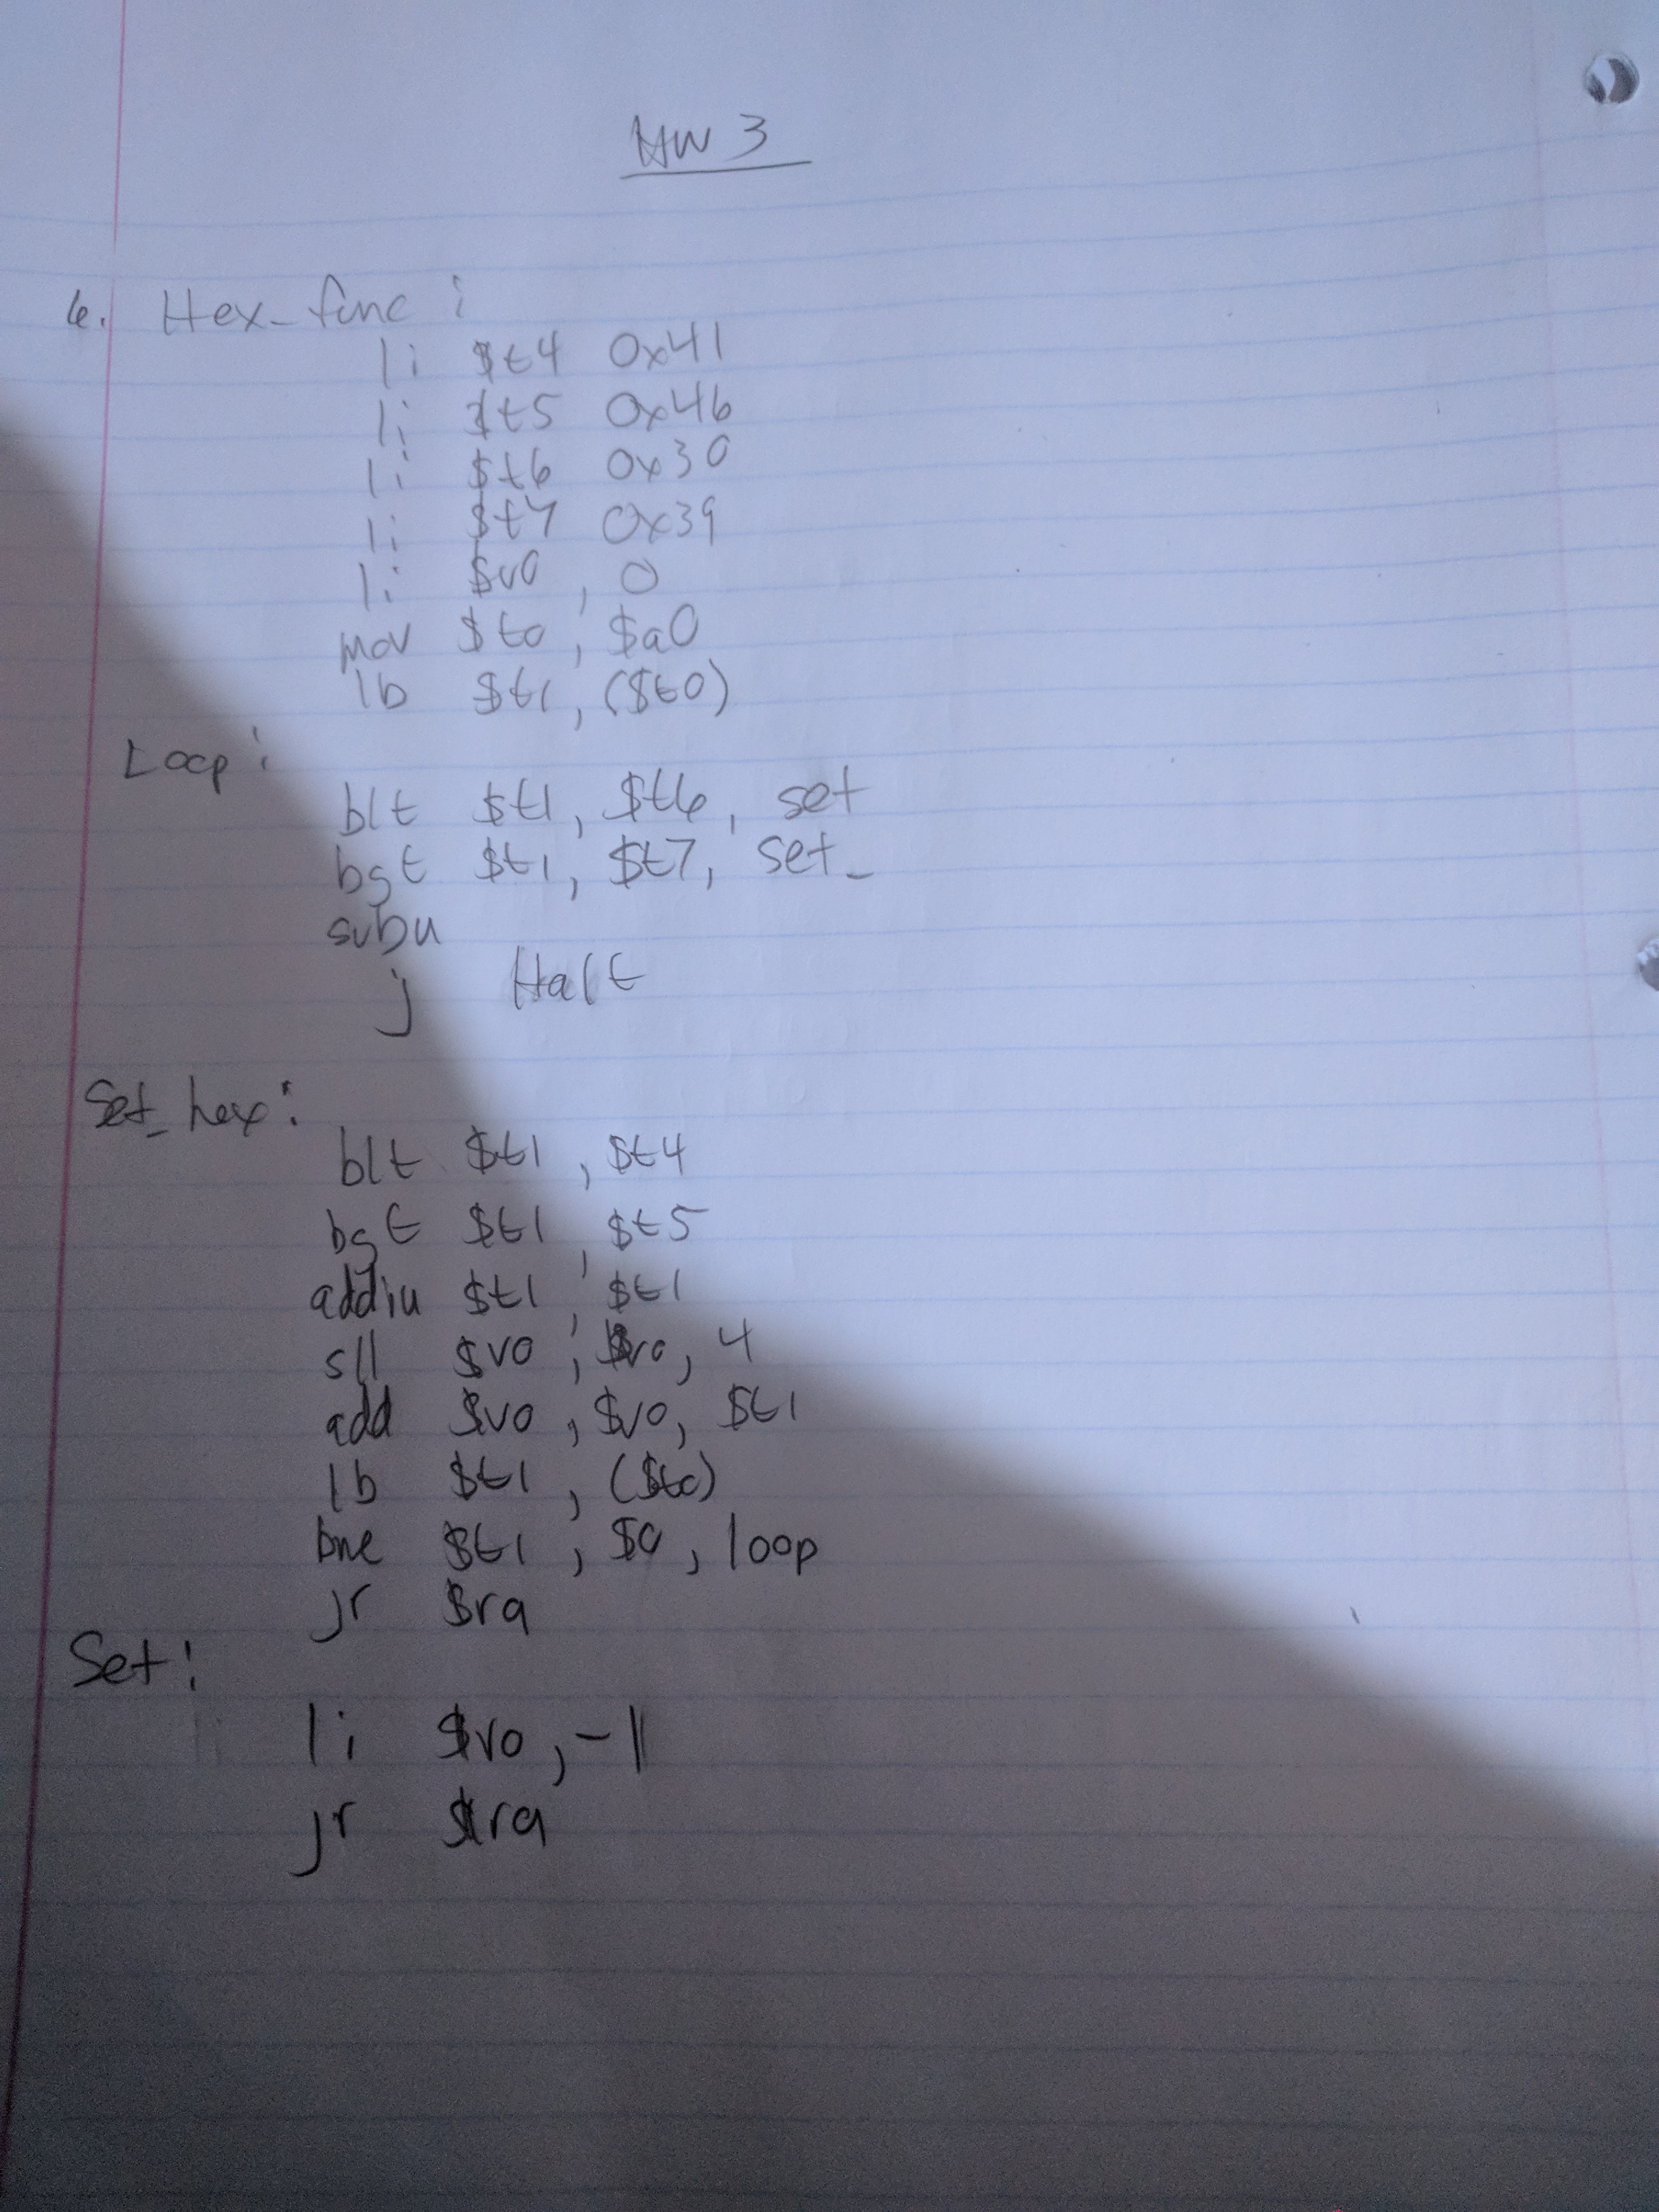 HW 3
6. Hex_func :
li $t4 0x41
li $t5 0x46
li $t6 0x30
li $t7 0x39
li $v0 , 0
mov $t0 , $a0
lb $t1 , ($t0)
Loop :
blt $t1 , $t6 , set
bgt $t1 , $t7 , set_
subu
j Halt
Set_hex :
blt $t1 , $t4
bgt $t1 , $t5
addiu $t1 , $t1
sll $v0 , $v0 , 4
add $v0 , $v0 , $t1
lb $t1 , ($t0)
bne $t1 , $0 , loop
jr $ra
Set :
li $v0 , -1
jr $ra